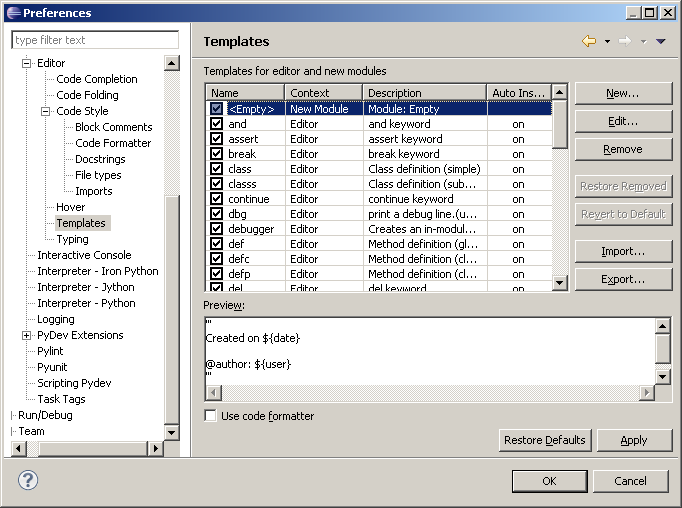 Preferences
type filter text
Editor
Code Completion
Code Folding
Code Style
Block Comments
Code Formatter
Docstrings
File types
Imports
Hover
Templates
Typing
Interactive Console
Interpreter - Iron Python
Interpreter - Jython
Interpreter - Python
Logging
PyDev Extensions
Pylint
Pyunit
Scripting Pydev
Task Tags
Run/Debug
Team
Templates
Templates for editor and new modules
Name Context Description Auto Ins...
<Empty> New Module Module: Empty
and Editor and keyword on
assert Editor assert keyword on
break Editor break keyword on
class Editor Class definition (simple) on
classs Editor Class definition (sub... on
continue Editor continue keyword on
dbg Editor print a debug line.(u... on
debugger Editor Creates an in-modul... on
def Editor Method definition (gl... on
defc Editor Method definition (cl... on
defp Editor Method definition (cl... on
del Editor del keyword on
New...
Edit...
Remove
Restore Removed
Revert to Default
Import...
Export...
Preview:
'''
Created on ${date}
@author: ${user}
'''
Use code formatter
Restore Defaults Apply
? OK Cancel